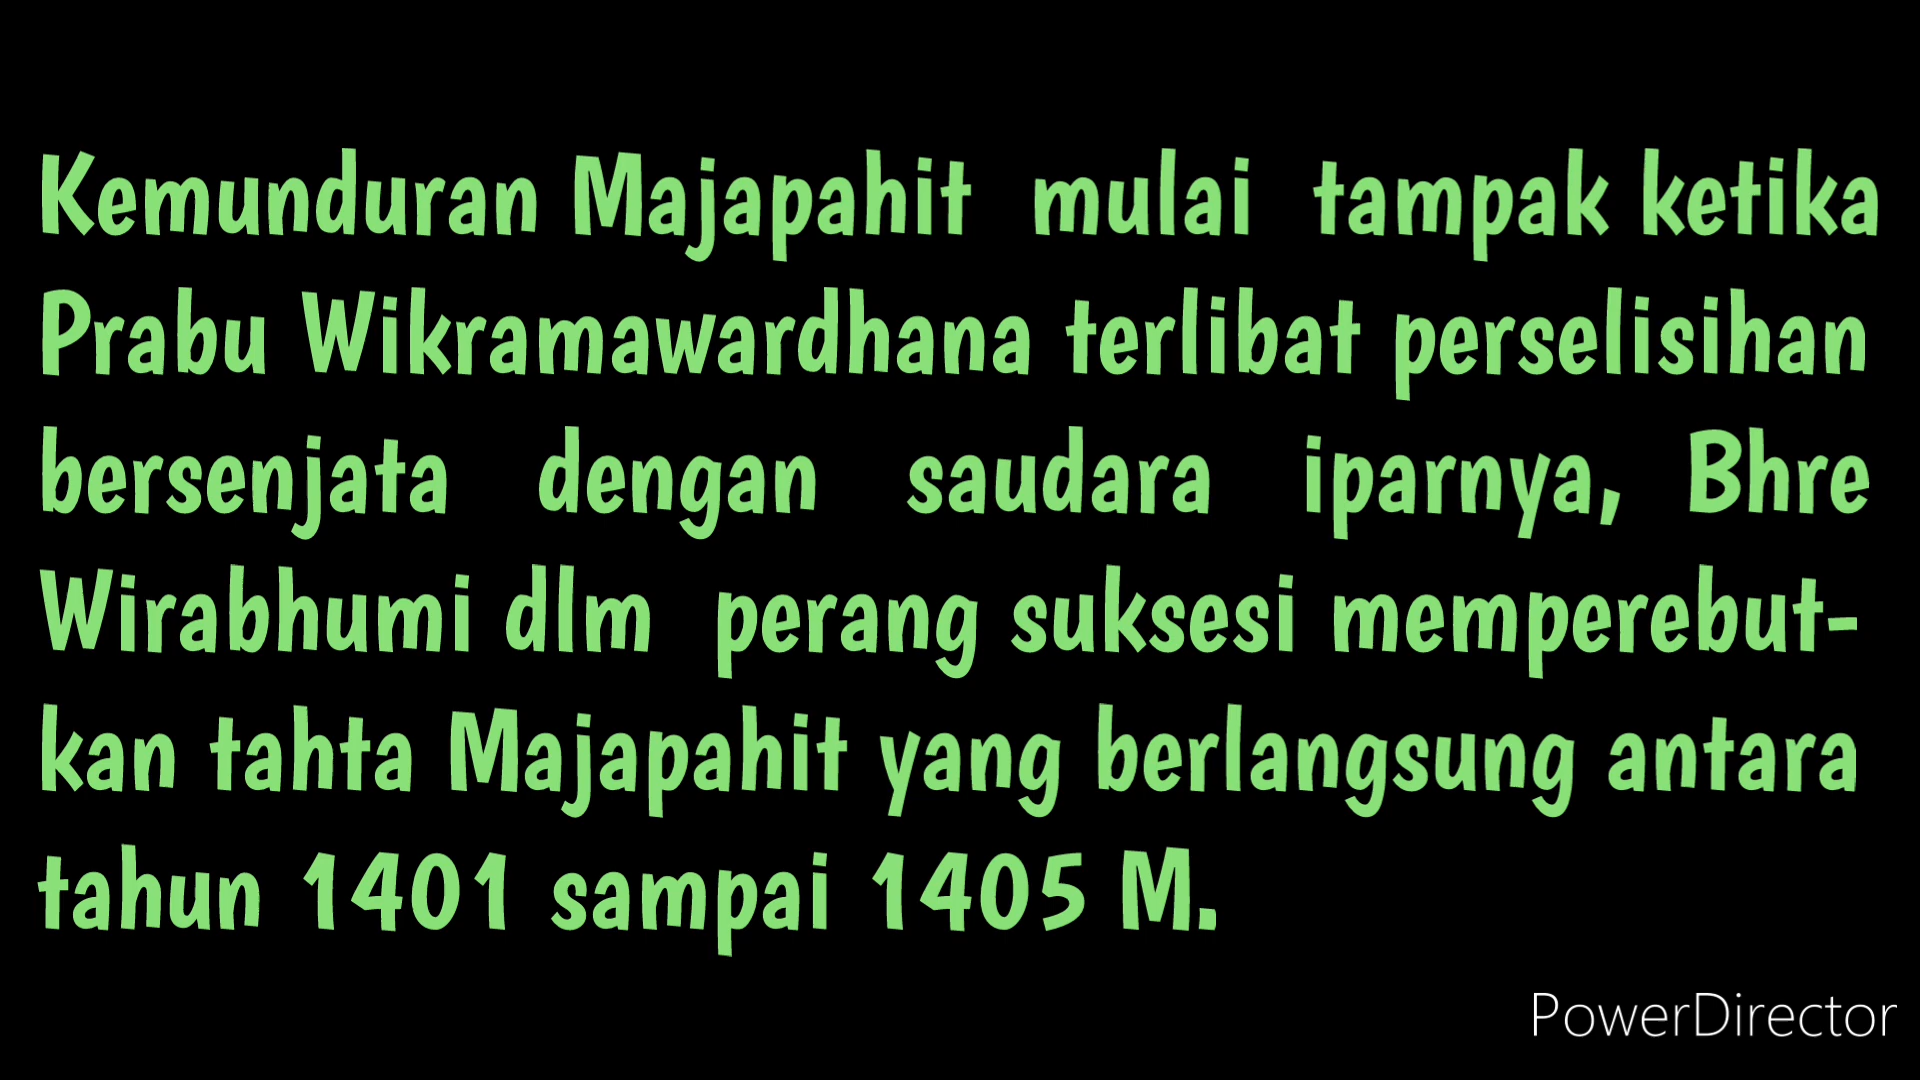 Kemunduran Majapahit mulai tampak ketika
Prabu Wikramawardhana terlibat perselisihan
bersenjata dengan saudara iparnya, Bhre
Wirabhumi dlm perang suksesi memperebut-
kan tahta Majapahit yang berlangsung antara
tahun 1401 sampai 1405 M.
PowerDirector